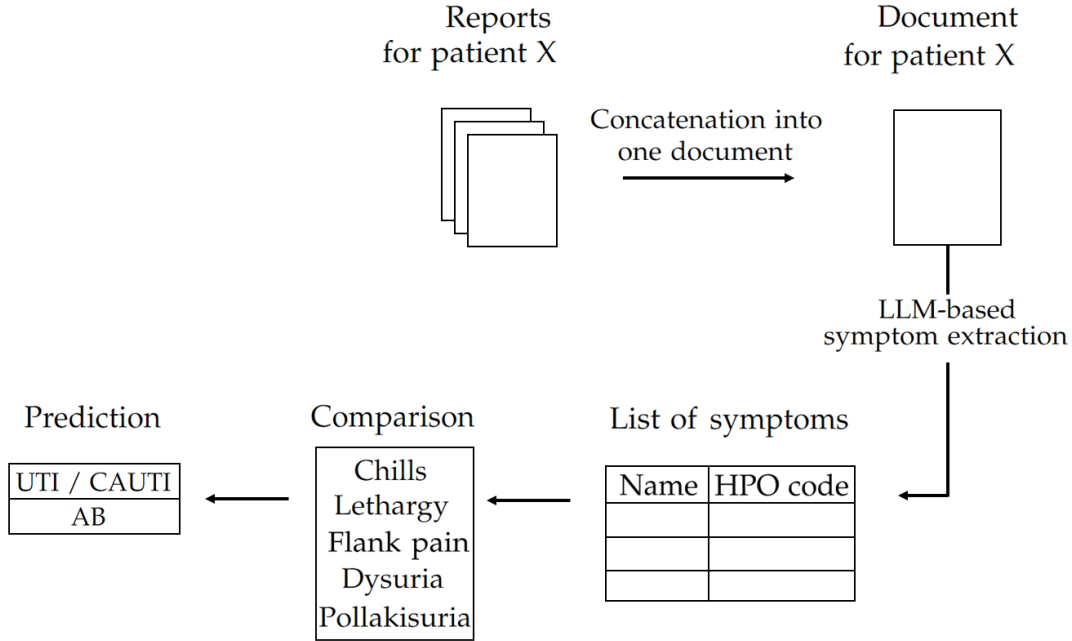 Reports
for patient X
Document
for patient X
Concatenation into
one document
LLM-based
symptom extraction
List of symptoms
Name HPO code
Comparison
Chills
Lethargy
Flank pain
Dysuria
Pollakisuria
Prediction
UTI / CAUTI
AB